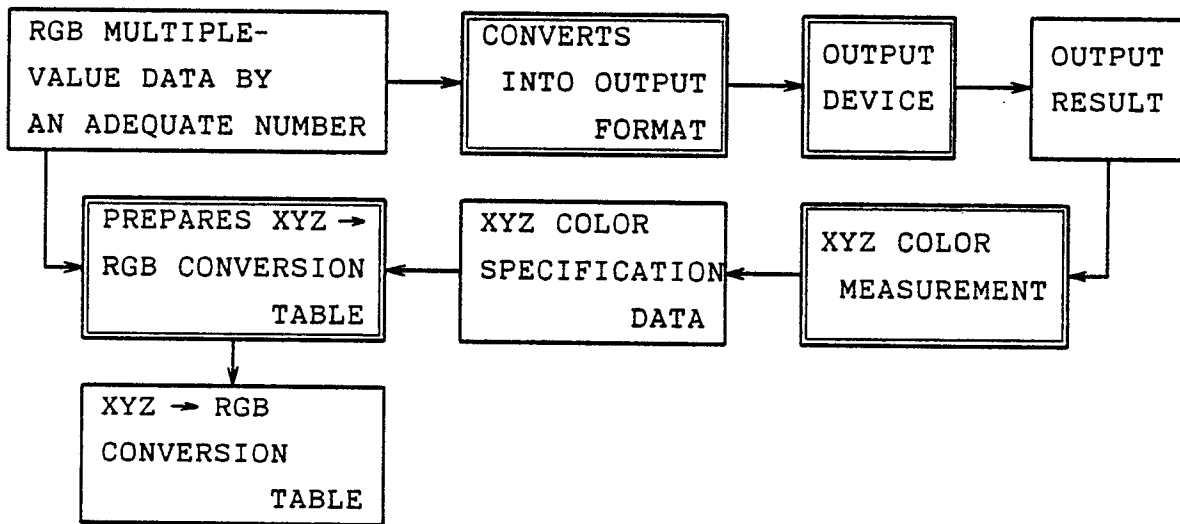 RGB MULTIPLE-
VALUE DATA BY
AN ADEQUATE NUMBER
CONVERTS
INTO OUTPUT
FORMAT
OUTPUT
DEVICE
OUTPUT
RESULT
PREPARES XYZ →
RGB CONVERSION
TABLE
XYZ COLOR
SPECIFICATION
DATA
XYZ COLOR
MEASUREMENT
XYZ → RGB
CONVERSION
TABLE